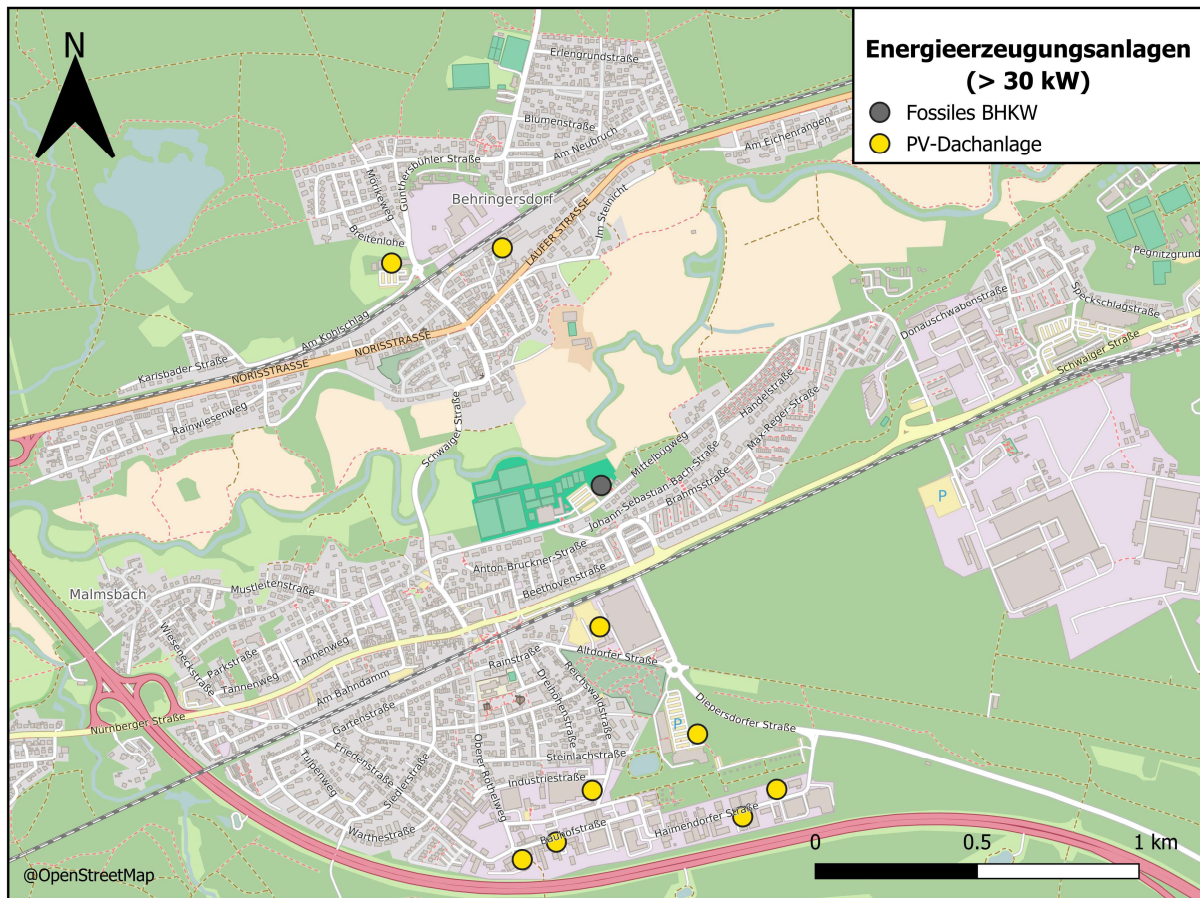 N
Energieerzeugungsanlagen
(> 30 kW)
Fossiles BHKW
PV-Dachanlage
Erlengrundstraße
Blumenstraße
Am Neubruch
Am Eichenrangen
Günthersbühler Straße
Mörikeweg
Behringersdorf
Breitenlohe
Im Steinicht
LAUFER STRASSE
Pegnitzgrund
Speckschlagstraße
Donauschwabenstraße
Schwaiger Straße
Am Kohlschlag
NORISSTRASSE
Karlsbader Straße
NORISSTRASSE
Rainwiesenweg
Schwaiger Straße
Händelstraße
Max-Reger-Straße
Mittelbügweg
Johann-Sebastian-Bach-Straße
Brahmsstraße
P
Anton-Bruckner-Straße
Beethovenstraße
Mustleitenstraße
Malmsbach
Wieseneckstraße
Parkstraße
Tannenweg
Tannenweg
Am Bahndamm
Nürnberger Straße
Gartenstraße
Rainstraße
Altdorfer Straße
Reichswaldstraße
Dreihöhenstraße
Diepersdorfer Straße
P
Steinlachstraße
Friedenstraße
Tulpenweg
Siedlerstraße
Oberer Röthelweg
Industriestraße
Warthestraße
Bauhofstraße
Haimendorfer Straße
0 0.5 1 km
@OpenStreetMap